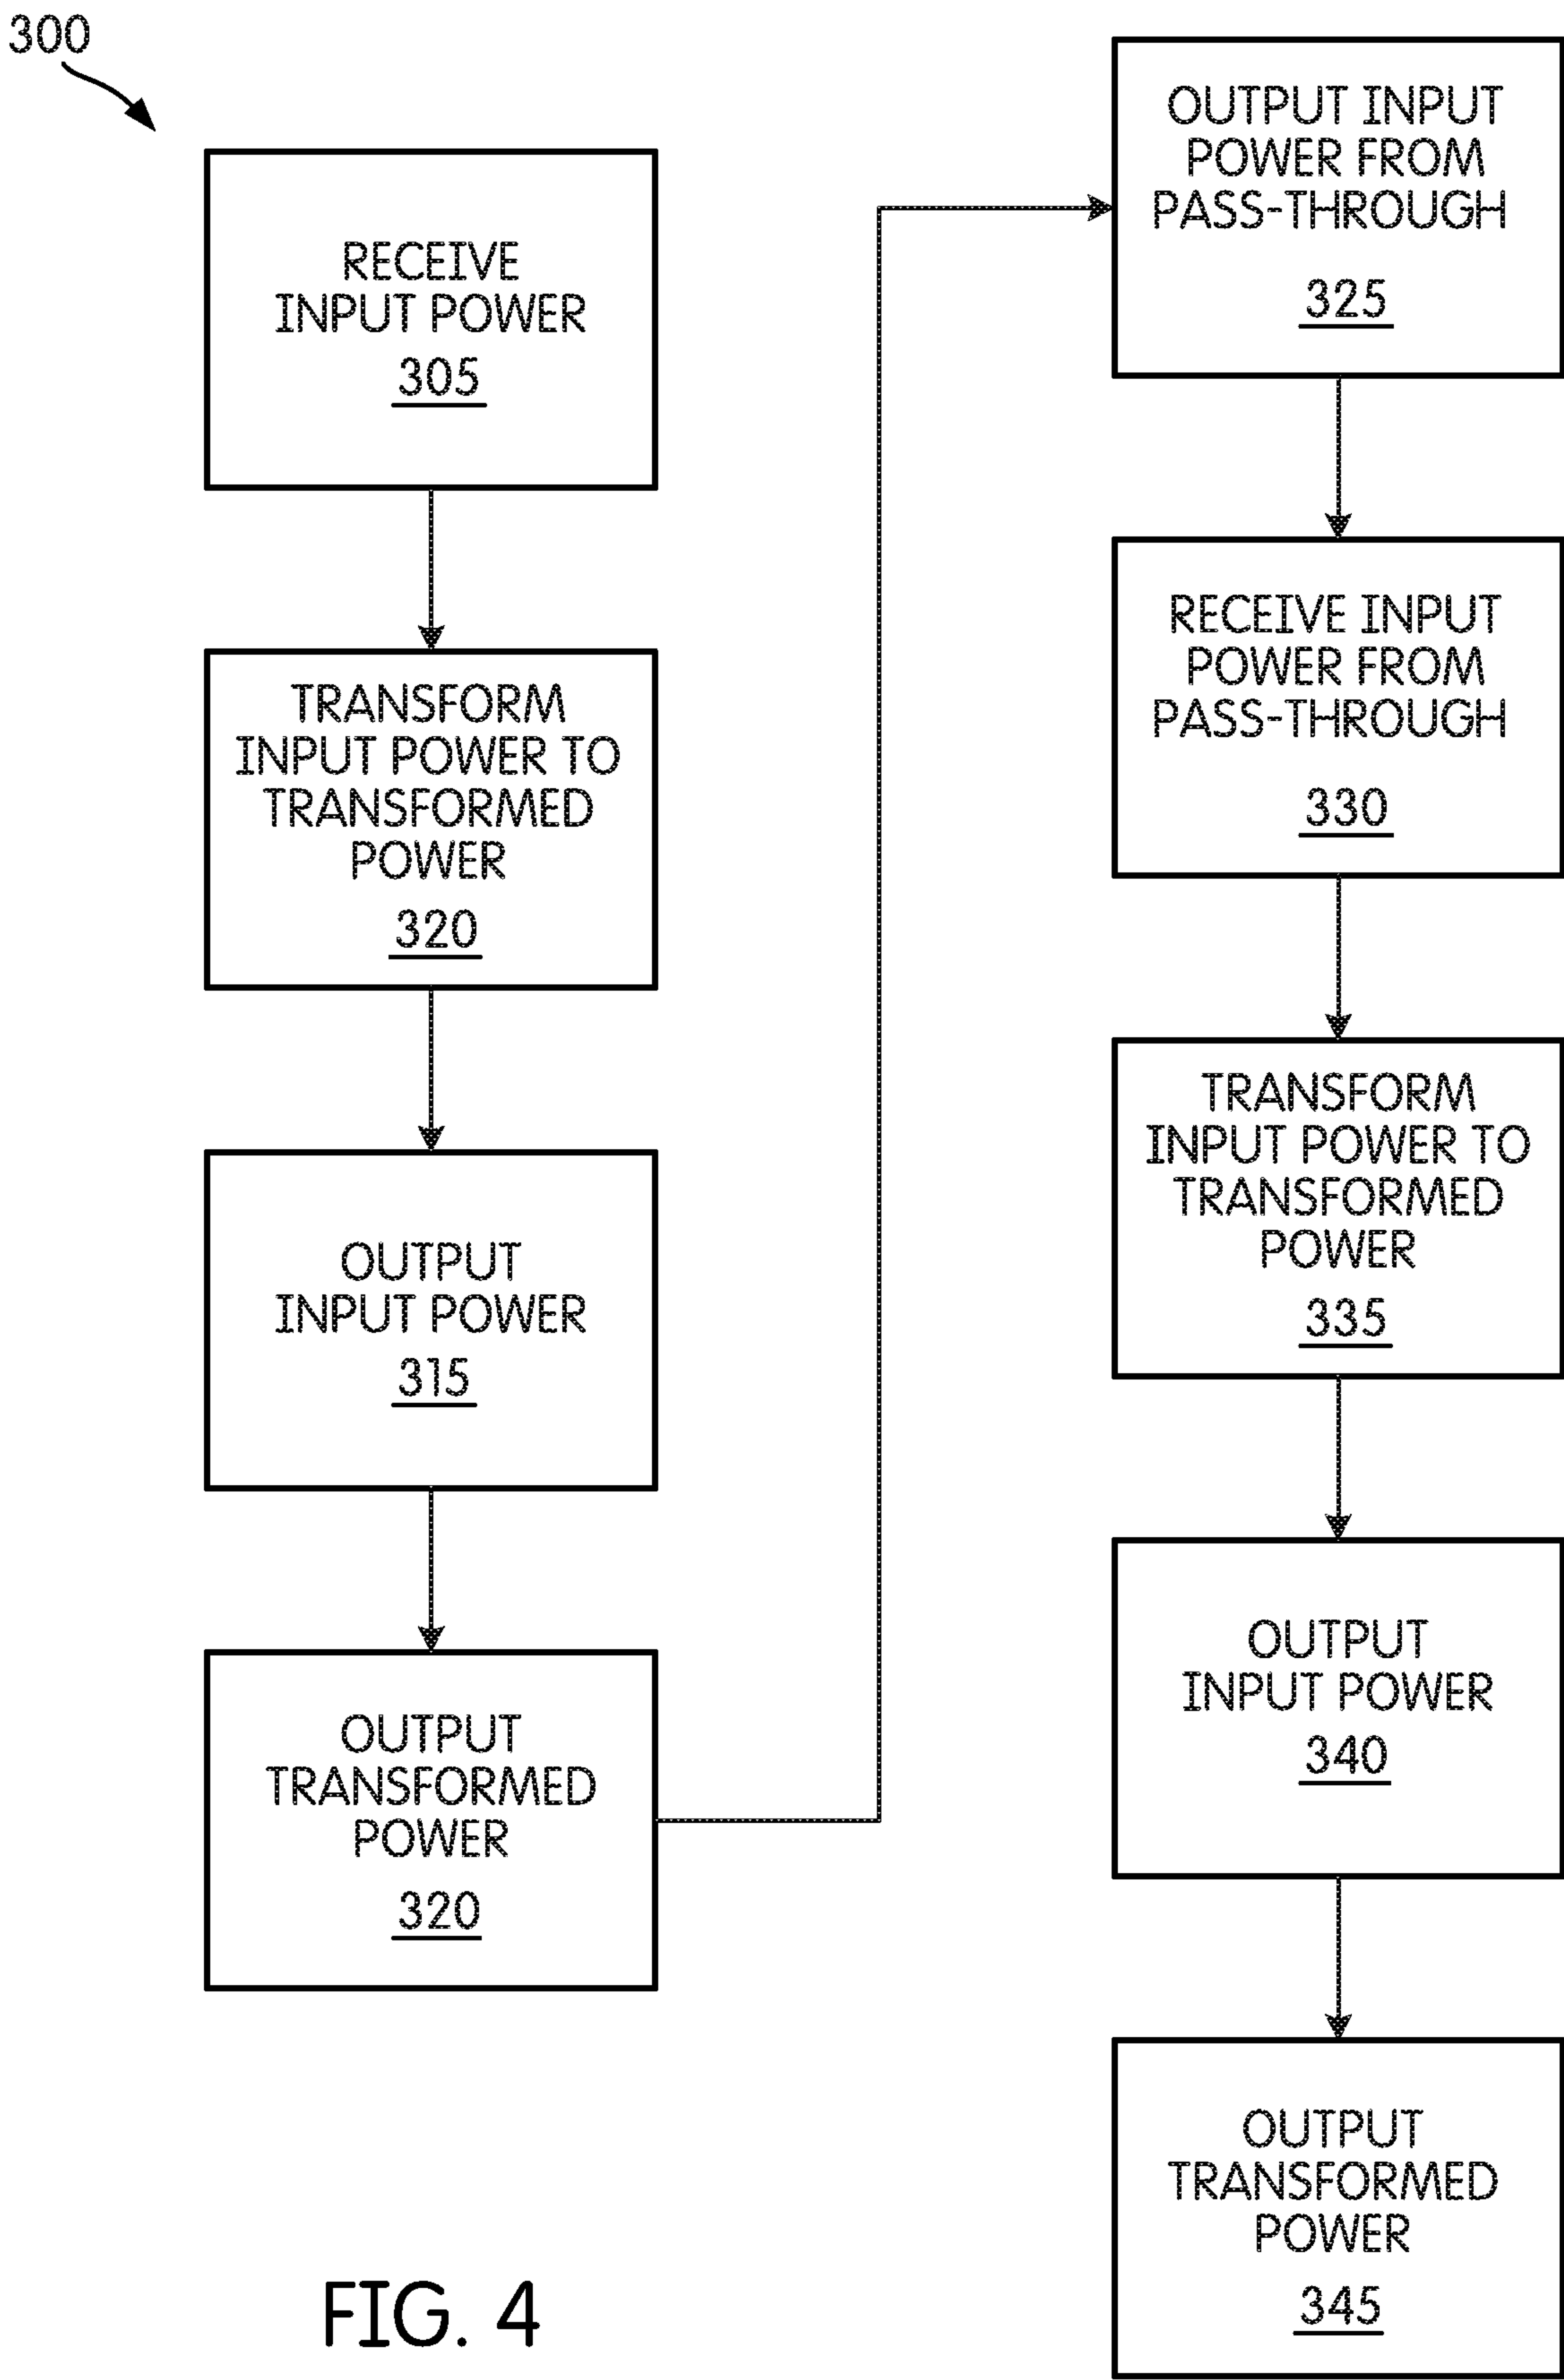 300
RECEIVE
INPUT POWER
305
TRANSFORM
INPUT POWER TO
TRANSFORMED
POWER
320
OUTPUT
INPUT POWER
315
OUTPUT
TRANSFORMED
POWER
320
OUTPUT INPUT
POWER FROM
PASS-THROUGH
325
RECEIVE INPUT
POWER FROM
PASS-THROUGH
330
TRANSFORM
INPUT POWER TO
TRANSFORMED
POWER
335
OUTPUT
INPUT POWER
340
OUTPUT
TRANSFORMED
POWER
345
FIG. 4